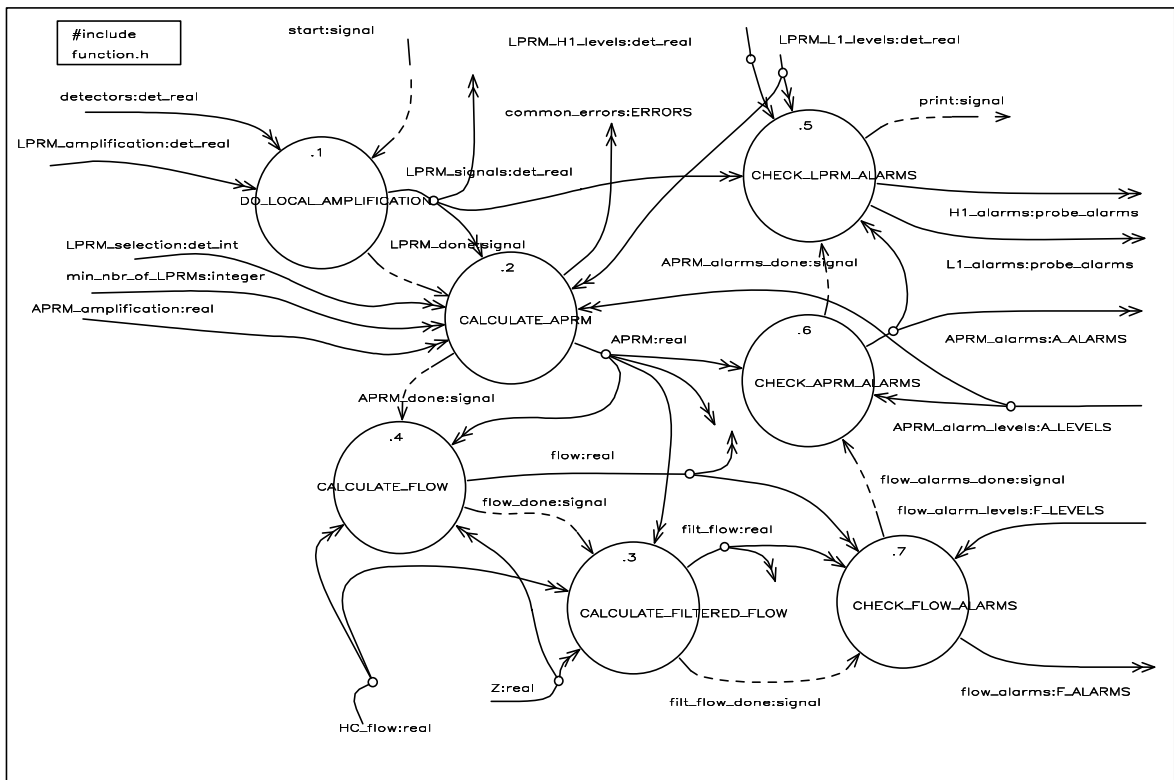 #include
function.h
start:signal
LPRM_H1_levels:det_real
LPRM_L1_levels:det_real
detectors:det_real
common_errors:ERRORS
print:signal
LPRM_amplification:det_real
.1
.5
LPRM_signals:det_real
CHECK_LPRM_ALARMS
DO_LOCAL_AMPLIFICATION
H1_alarms:probe_alarms
LPRM_selection:det_int
LPRM_done:signal
min_nbr_of_LPRMs:integer
.2
APRM_alarms_done:signal
L1_alarms:probe_alarms
APRM_amplification:real
CALCULATE_APRM
.6
APRM:real
APRM_alarms:A_ALARMS
CHECK_APRM_ALARMS
APRM_done:signal
APRM_alarm_levels:A_LEVELS
.4
flow:real
CALCULATE_FLOW
flow_done:signal
flow_alarms_done:signal
flow_alarm_levels:F_LEVELS
filt_flow:real
.3
.7
CALCULATE_FILTERED_FLOW
CHECK_FLOW_ALARMS
Z:real
filt_flow_done:signal
flow_alarms:F_ALARMS
HC_flow:real